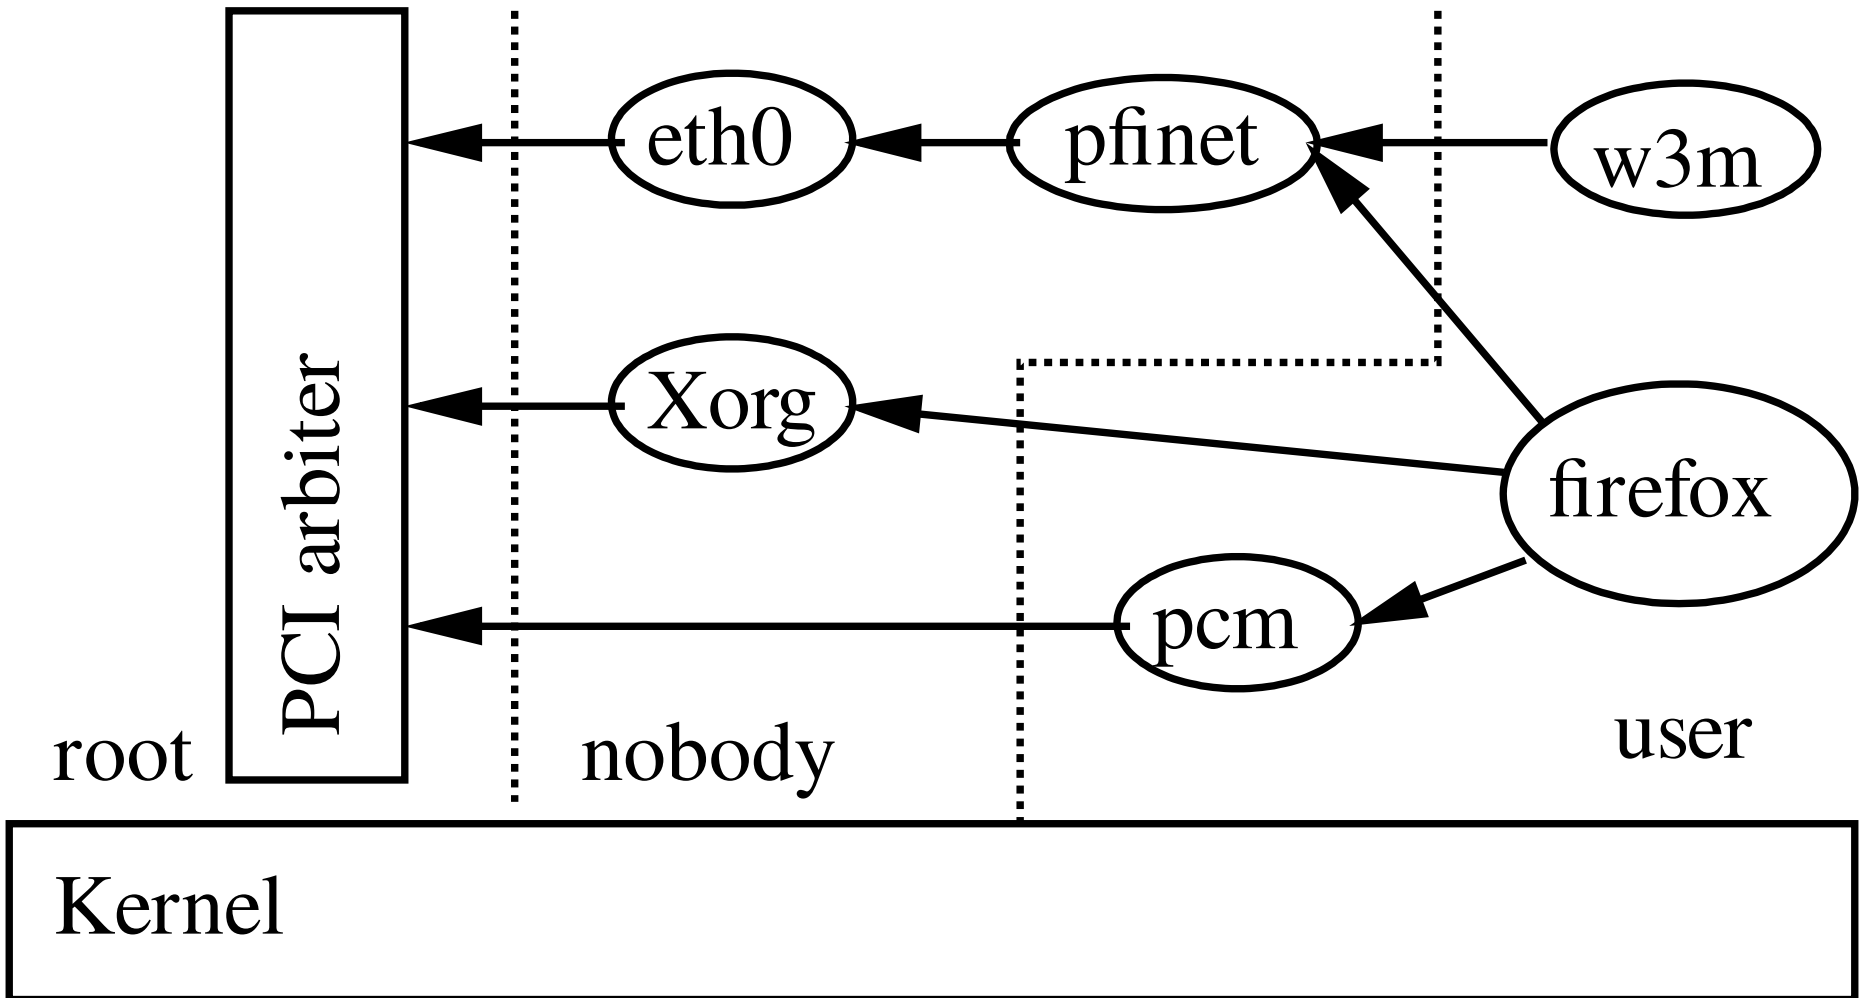 eth0
pfinet
w3m
Xorg
firefox
PCI arbiter
pcm
root
nobody
user
Kernel